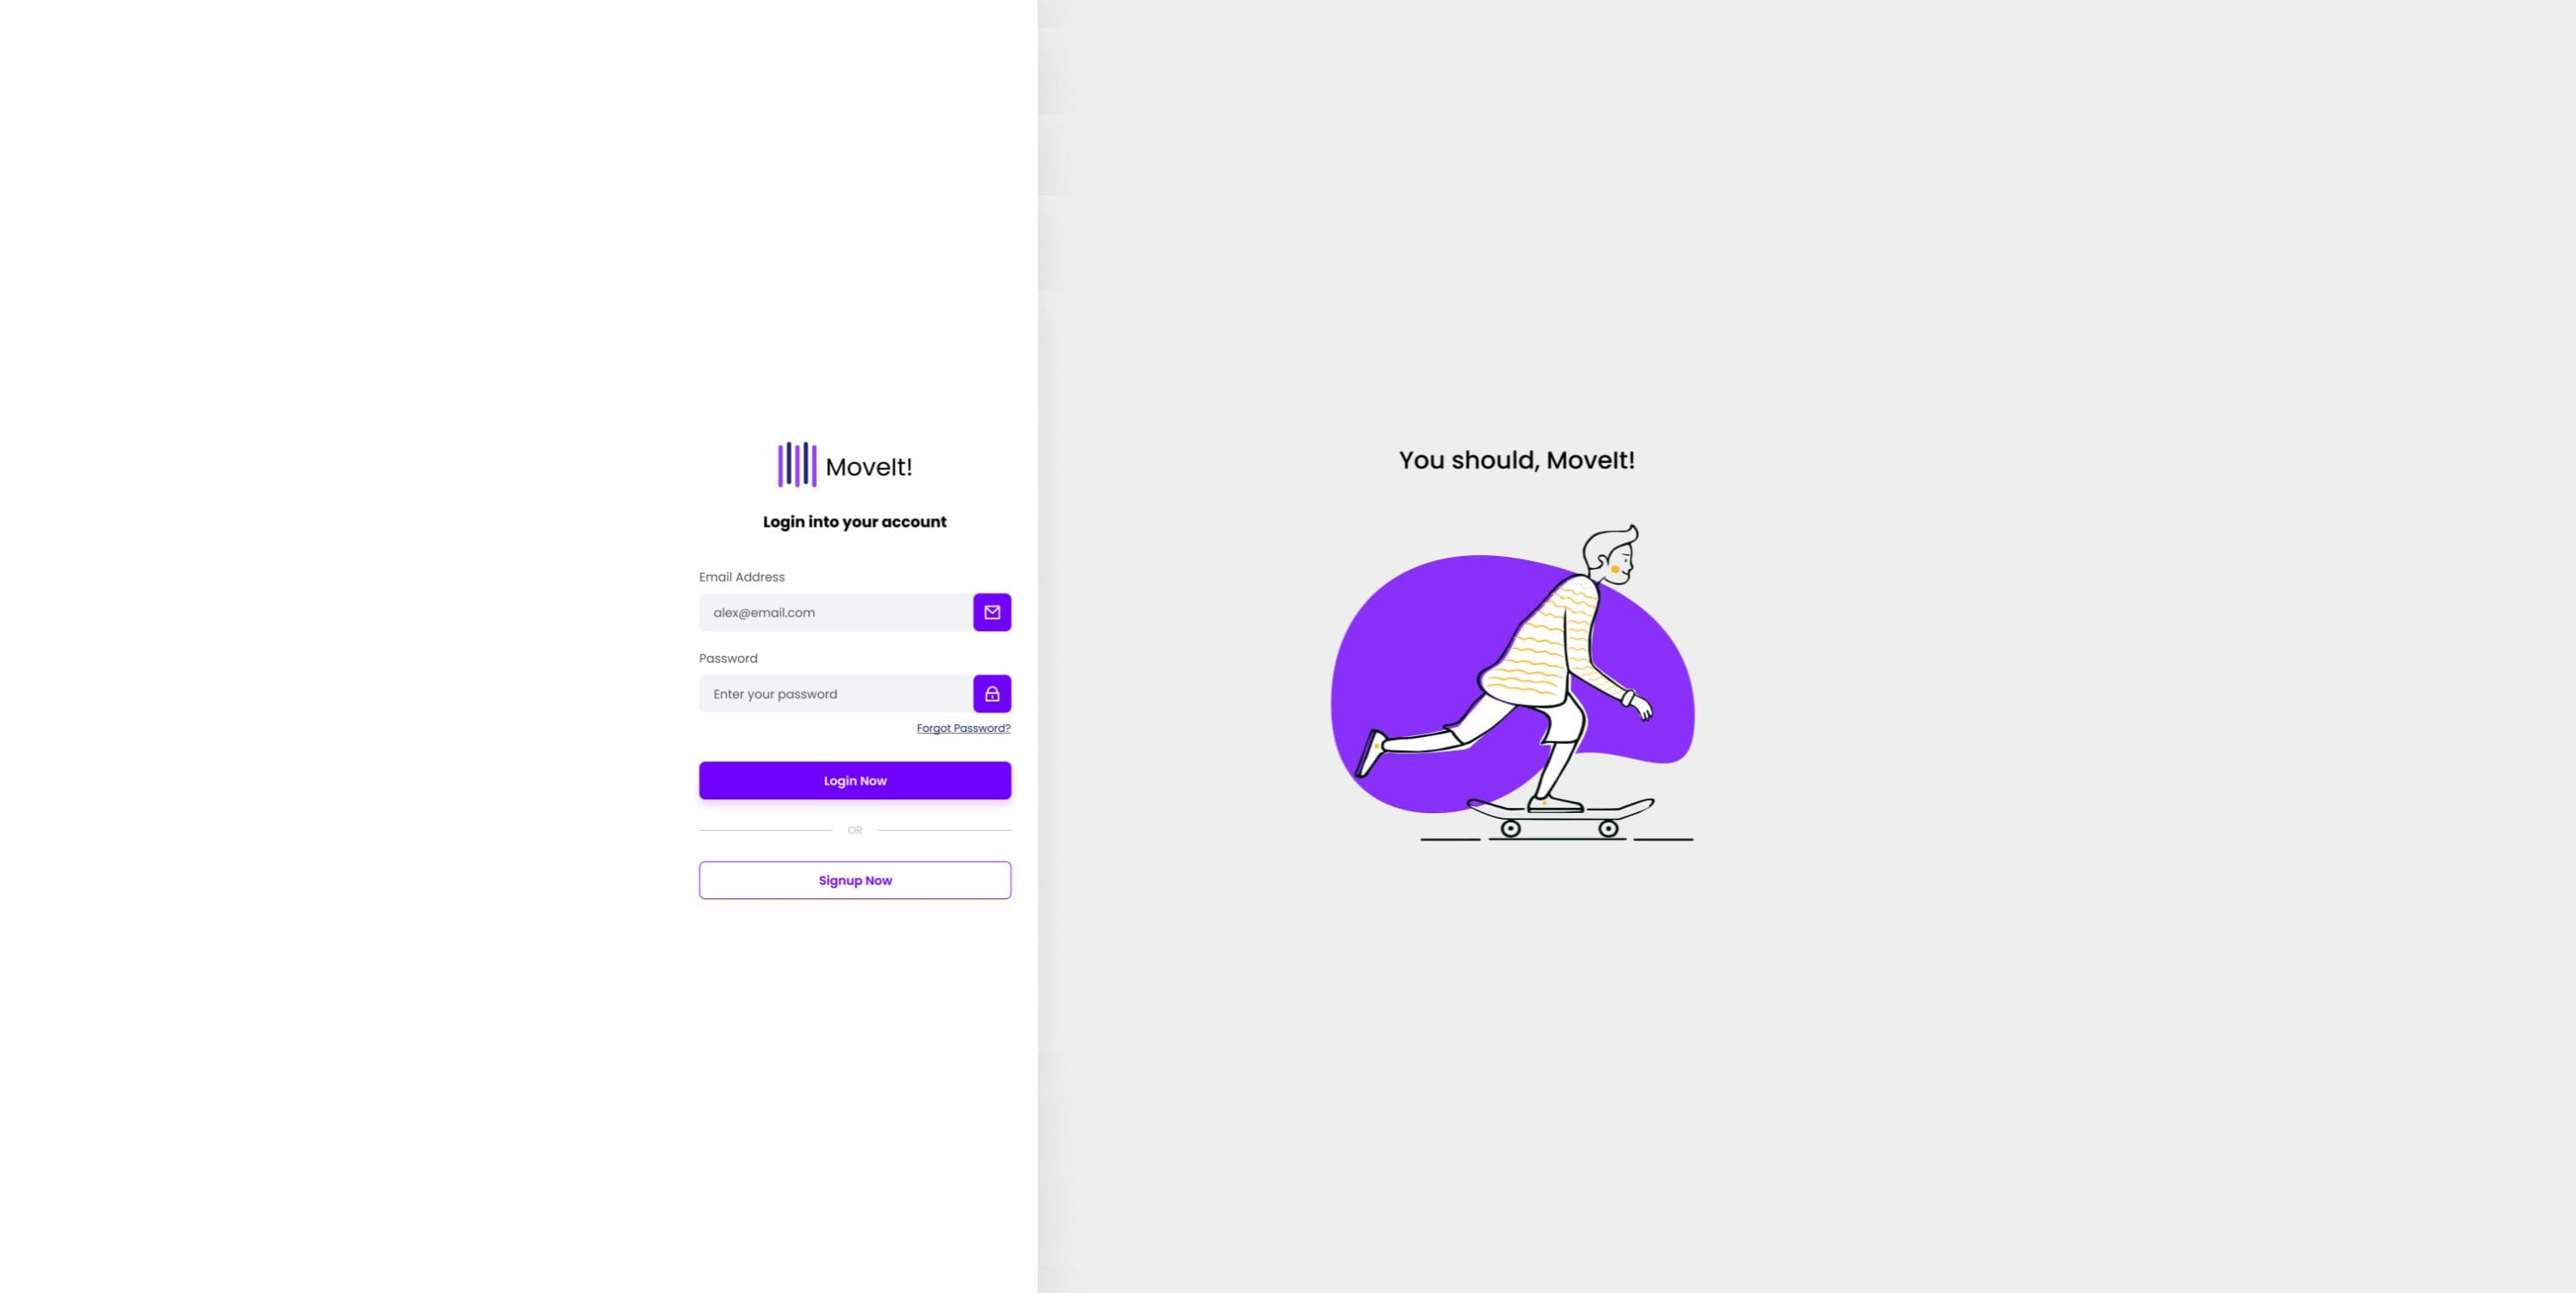 MoveIt!
Login into your account
Email Address
alex@email.com
Password
Enter your password
Forgot Password?
Login Now
OR
Signup Now
You should, MoveIt!